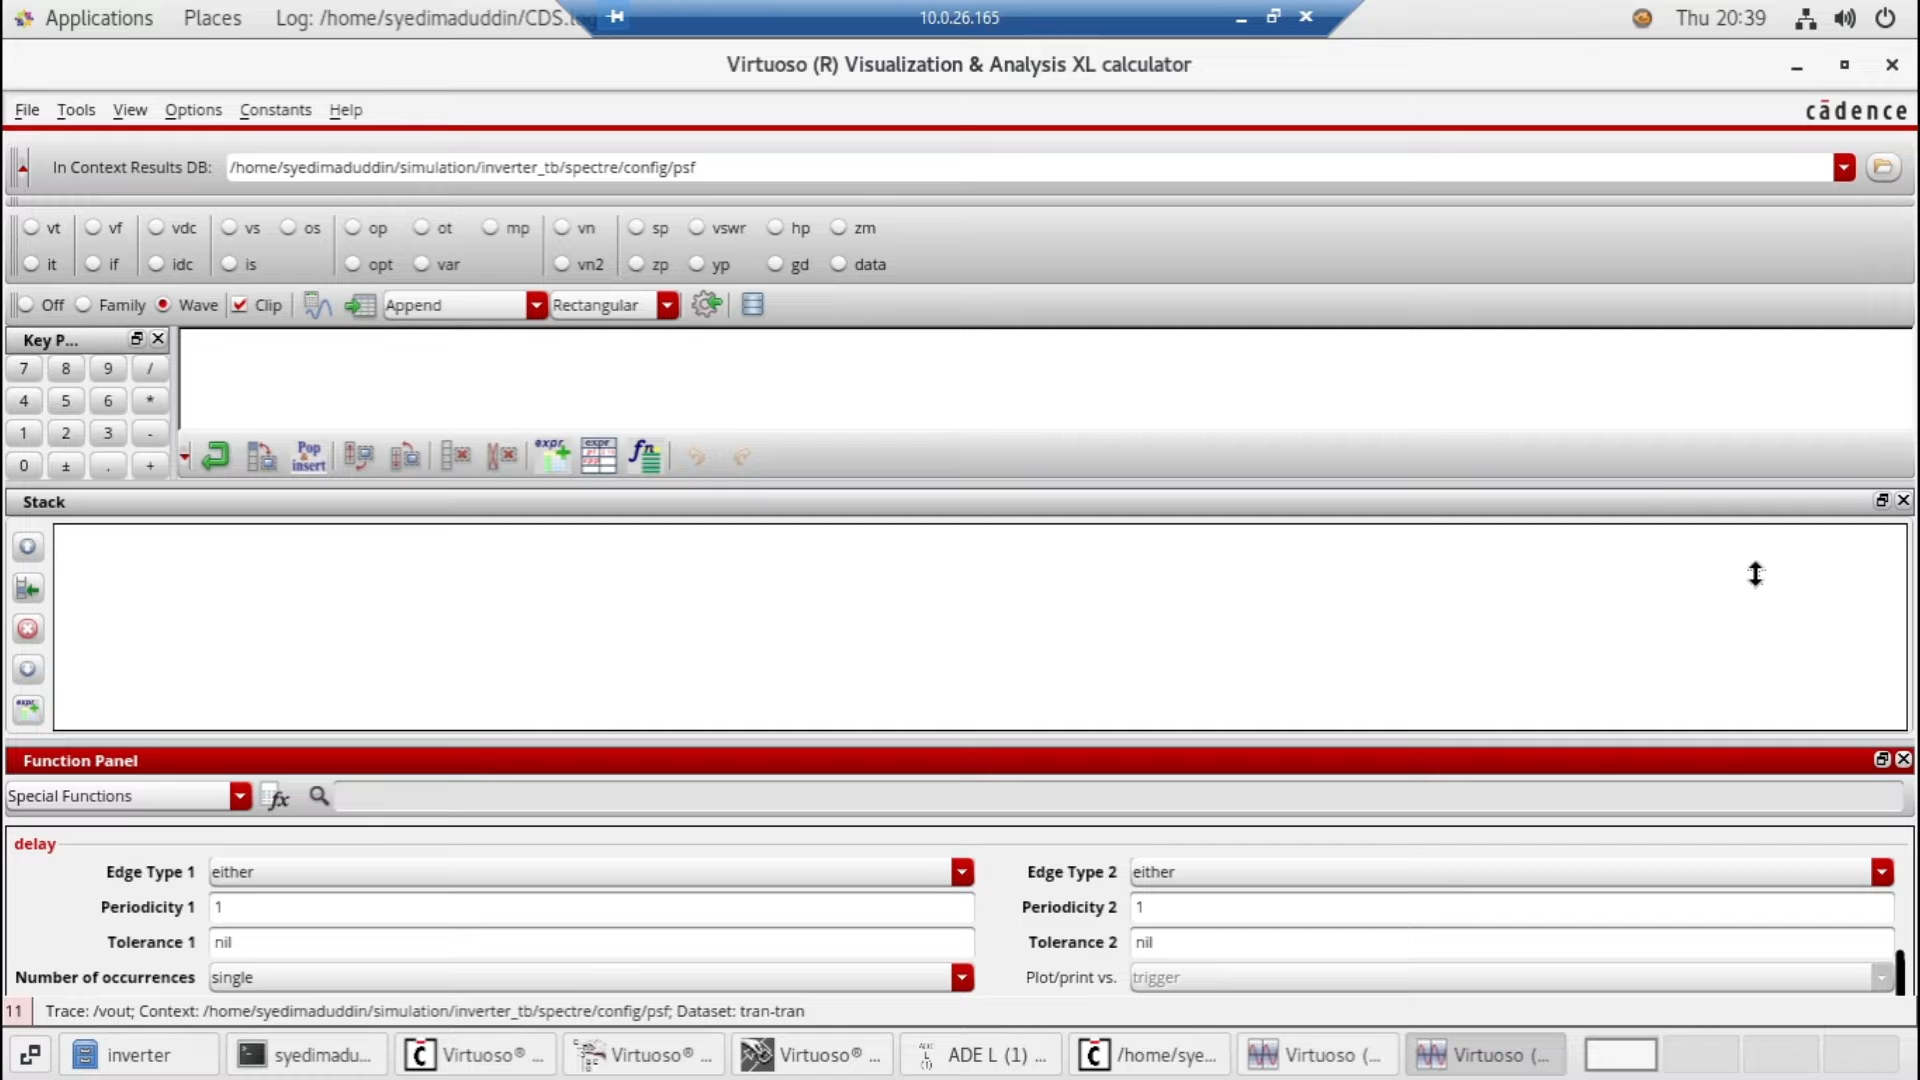 Applications Places Log: /home/syedimaduddin/CDS.log 10.0.26.165 Thu 20:39
Virtuoso (R) Visualization & Analysis XL calculator
File Tools View Options Constants Help cādence
In Context Results DB: /home/syedimaduddin/simulation/inverter_tb/spectre/config/psf
vt vf vdc vs os op ot mp vn sp vswr hp zm
it if idc is opt var vn2 zp yp gd data
Off Family Wave Clip Append Rectangular
Key P...
7 8 9 /
4 5 6 *
1 2 3 -
0 ± . +
Pop insert expr expr fn
Stack
expr
Function Panel
Special Functions fx
delay
Edge Type 1 either Edge Type 2 either
Periodicity 1 1 Periodicity 2 1
Tolerance 1 nil Tolerance 2 nil
Number of occurrences single Plot/print vs. trigger
11 Trace: /vout; Context: /home/syedimaduddin/simulation/inverter_tb/spectre/config/psf; Dataset: tran-tran
inverter syedimadu... Virtuoso® ... Virtuoso® ... Virtuoso® ... ADE L (1) ... /home/sye... Virtuoso (... Virtuoso (...